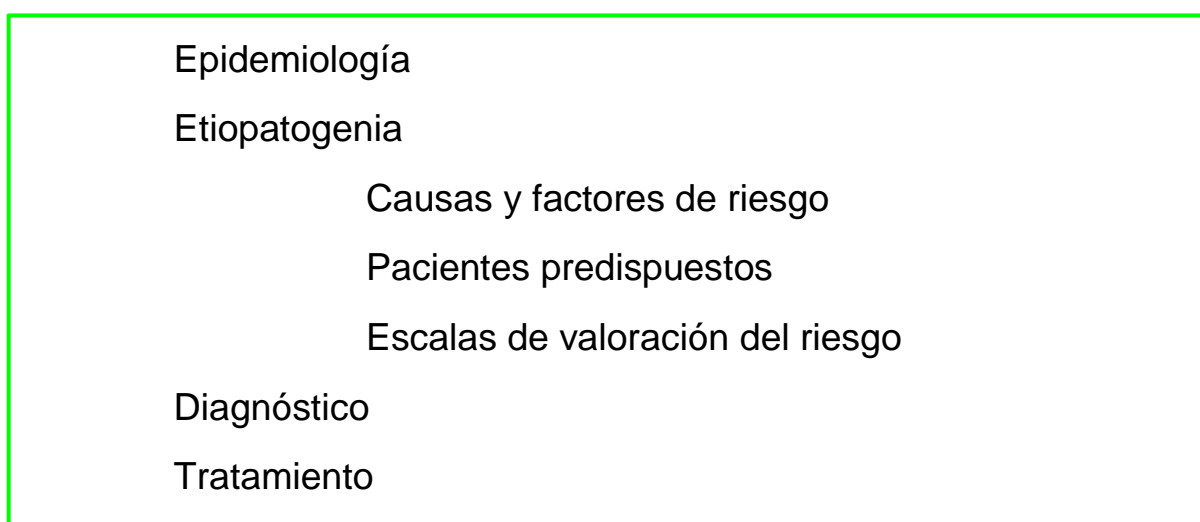 Epidemiología
Etiopatogenia
Causas y factores de riesgo
Pacientes predispuestos
Escalas de valoración del riesgo
Diagnóstico
Tratamiento